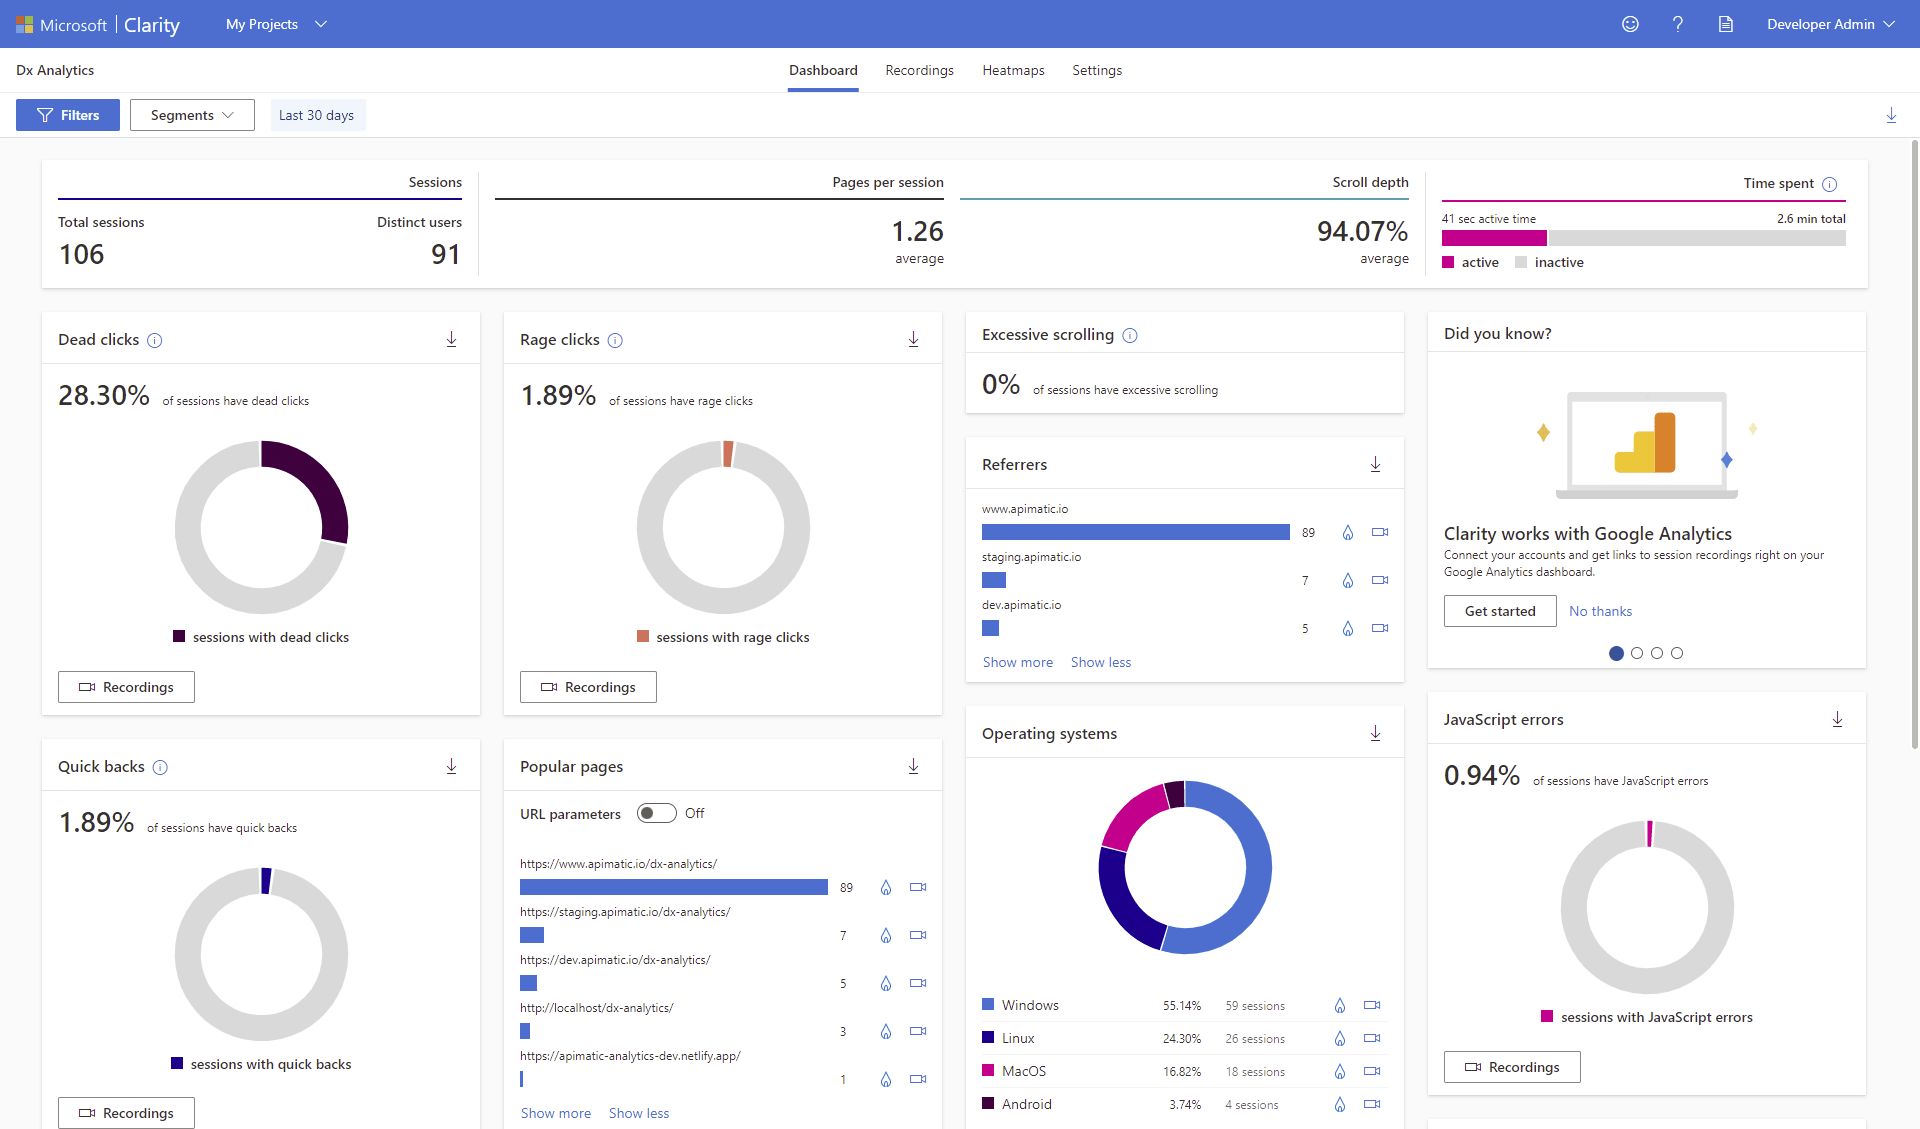 Microsoft | Clarity
My Projects
Developer Admin
Dx Analytics
Dashboard
Recordings
Heatmaps
Settings
Filters
Segments
Last 30 days
Sessions
Total sessions
Distinct users
106
91
Pages per session
1.26
average
Scroll depth
94.07%
average
Time spent
41 sec active time
2.6 min total
active
inactive
Dead clicks
28.30% of sessions have dead clicks
sessions with dead clicks
Recordings
Rage clicks
1.89% of sessions have rage clicks
sessions with rage clicks
Recordings
Excessive scrolling
0% of sessions have excessive scrolling
Referrers
www.apimatic.io
89
staging.apimatic.io
7
dev.apimatic.io
5
Show more
Show less
Did you know?
Clarity works with Google Analytics
Connect your accounts and get links to session recordings right on your
Google Analytics dashboard.
Get started
No thanks
Quick backs
1.89% of sessions have quick backs
sessions with quick backs
Recordings
Popular pages
URL parameters
Off
https://www.apimatic.io/dx-analytics/
89
https://staging.apimatic.io/dx-analytics/
7
https://dev.apimatic.io/dx-analytics/
5
http://localhost/dx-analytics/
3
https://apimatic-analytics-dev.netlify.app/
1
Show more
Show less
Operating systems
Windows 55.14% 59 sessions
Linux 24.30% 26 sessions
MacOS 16.82% 18 sessions
Android 3.74% 4 sessions
JavaScript errors
0.94% of sessions have JavaScript errors
sessions with JavaScript errors
Recordings